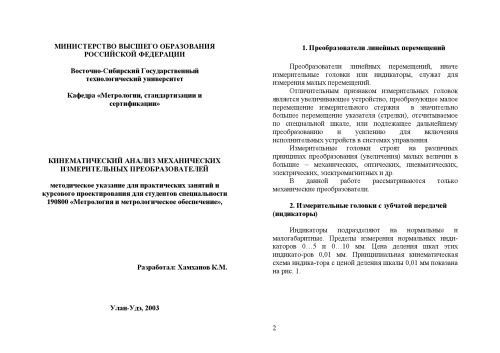 МИНИСТЕРСТВО ВЫСШЕГО ОБРАЗОВАНИЯ
РОССИЙСКОЙ ФЕДЕРАЦИИ
Восточно-Сибирский Государственный
технологический университет
Кафедра «Метрологии, стандартизации и
сертификации»
КИНЕМАТИЧЕСКИЙ АНАЛИЗ МЕХАНИЧЕСКИХ
ИЗМЕРИТЕЛЬНЫХ ПРЕОБРАЗОВАТЕЛЕЙ
методическое указание для практических занятий и
курсового проектирования для студентов специальности
190800 «Метрология и метрологическое обеспечение»,
Разработал: Хамханов К.М.
Улан-Удэ, 2003
1. Преобразователи линейных перемещений
Преобразователи линейных перемещений, иначе
измерительные головки или индикаторы, служат для
измерения малых перемещений.
Отличительным признаком измерительных головок
является увеличивающее устройство, преобразующее малое
перемещение измерительного стержня в значительно
большее перемещение указателя (стрелки), отсчитываемое
по специальной шкале, или подлежащее дальнейшему
преобразованию и усилению для включения
исполнительных устройств в системах управления.
Измерительные головки строят на различных
принципах преобразования (увеличения) малых величин в
большие – механических, оптических, пневматических,
электрических, электромагнитных и др.
В данной работе рассматриваются только
механические преобразователи.
2. Измерительные головки с зубчатой передачей
(индикаторы)
Индикаторы подразделяют на нормальные и
малогабаритные. Пределы измерения нормальных инди-
каторов 0…5 и 0…10 мм. Цена деления шкал этих
индикато-ров 0,01 мм. Принципиальная кинематическая
схема индика-тора с ценой деления шкалы 0,01 мм показана
на рис. 1.
2